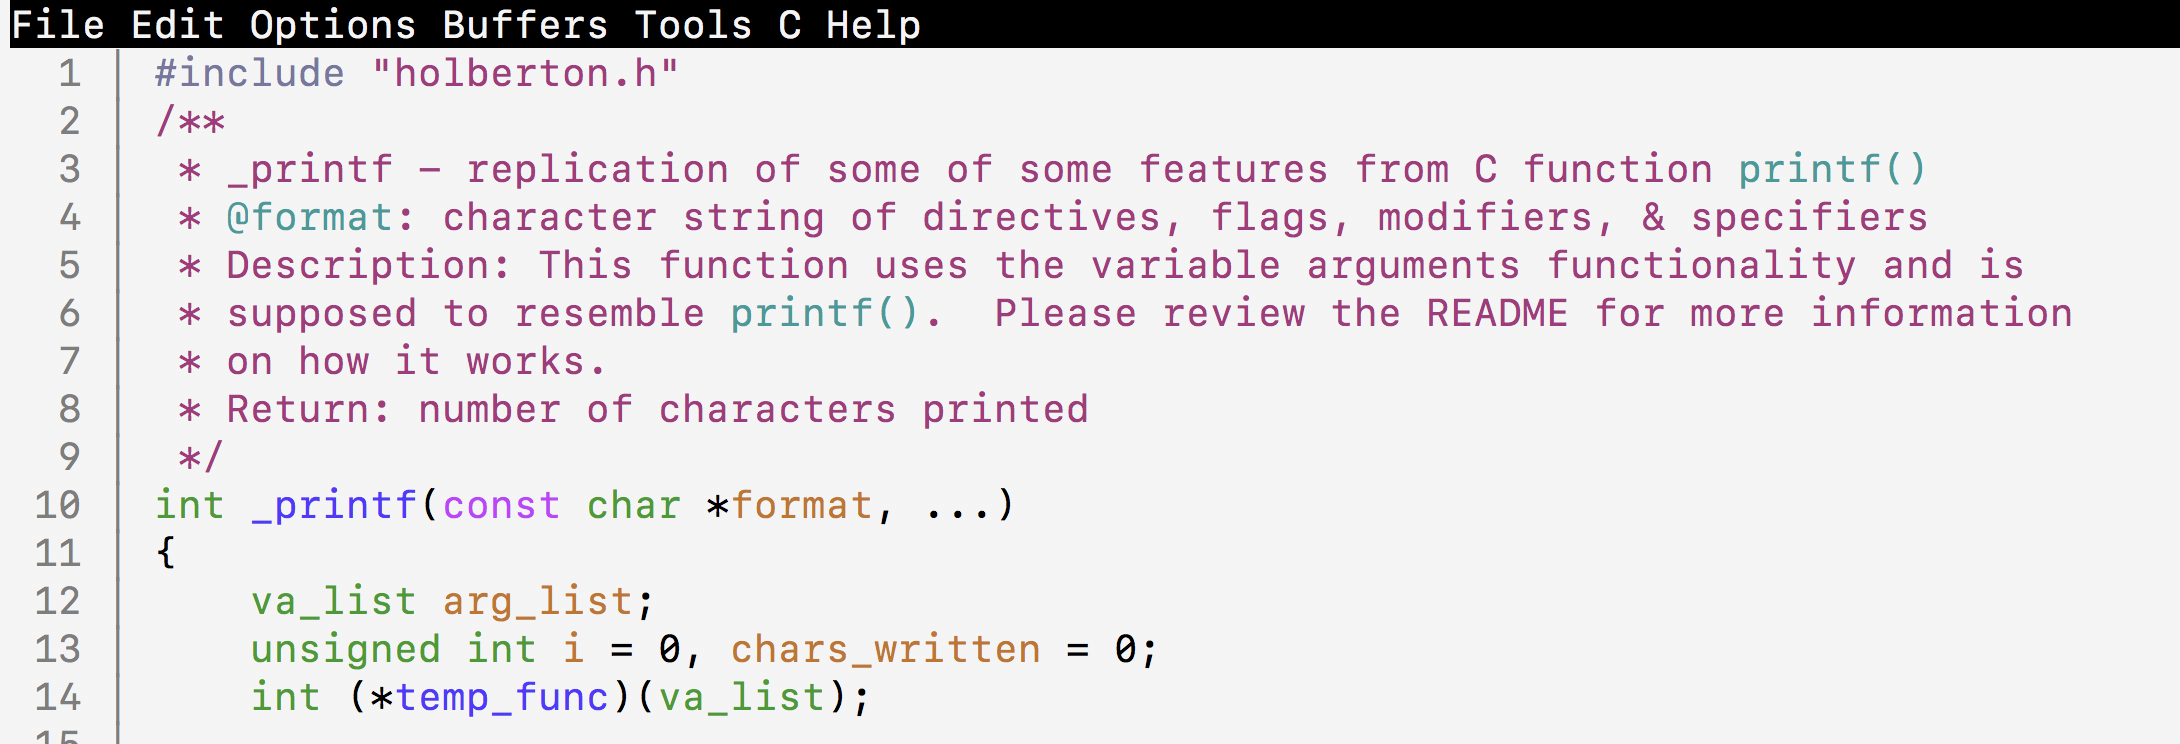 File Edit Options Buffers Tools C Help
1 #include "holberton.h"
2 /**
3  * _printf – replication of some of some features from C function printf()
4  * @format: character string of directives, flags, modifiers, & specifiers
5  * Description: This function uses the variable arguments functionality and is
6  * supposed to resemble printf().  Please review the README for more information
7  * on how it works.
8  * Return: number of characters printed
9  */
10 int _printf(const char *format, ...)
11 {
12     va_list arg_list;
13     unsigned int i = 0, chars_written = 0;
14     int (*temp_func)(va_list);
15